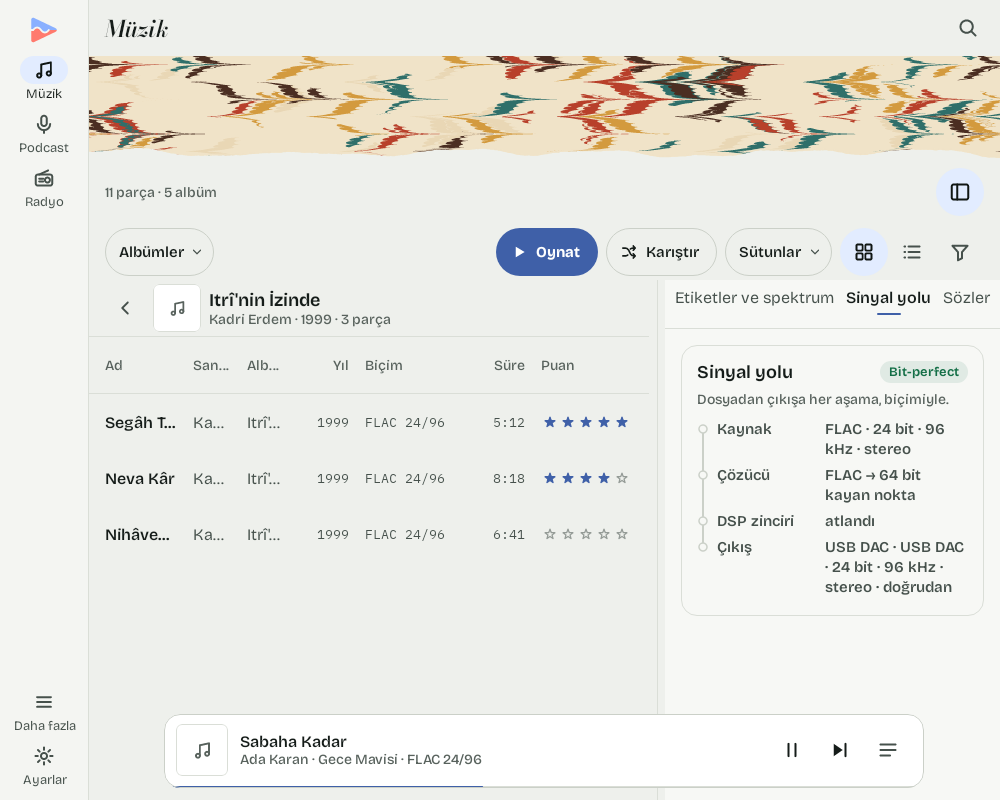 Müzik
Müzik
Podcast
Radyo
11 parça · 5 albüm
Albümler
Oynat
Karıştır
Sütunlar
Itrî'nin İzinde
Kadri Erdem · 1999 · 3 parça
Ad San... Alb... Yıl Biçim Süre Puan
Segâh T... Ka... Itrî'... 1999 FLAC 24/96 5:12
Neva Kâr Ka... Itrî'... 1999 FLAC 24/96 8:18
Nihâve... Ka... Itrî'... 1999 FLAC 24/96 6:41
Etiketler ve spektrum Sinyal yolu Sözler
Sinyal yolu Bit-perfect
Dosyadan çıkışa her aşama, biçimiyle.
Kaynak FLAC · 24 bit · 96
kHz · stereo
Çözücü FLAC → 64 bit
kayan nokta
DSP zinciri atlandı
Çıkış USB DAC · USB DAC
· 24 bit · 96 kHz ·
stereo · doğrudan
Daha fazla
Ayarlar
Sabaha Kadar
Ada Karan · Gece Mavisi · FLAC 24/96